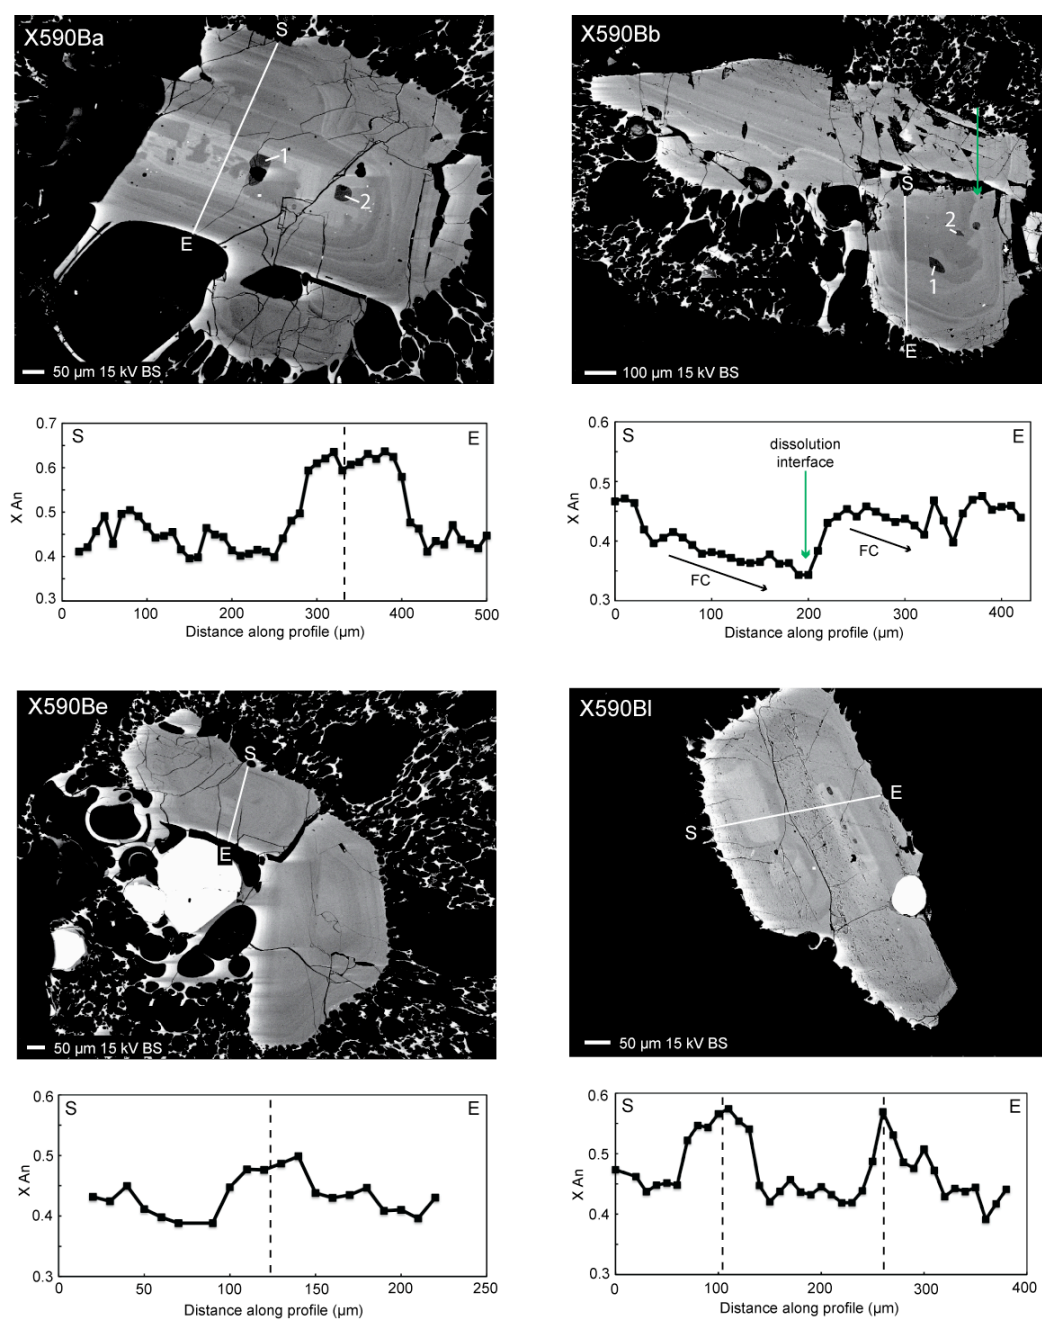 X590Ba
S
1
2
E
50 µm 15 kV BS
X590Bb
S
2
1
E
100 µm 15 kV BS
0.7
0.6
0.5
0.4
0.3
X An
S
E
0
100
200
300
400
500
Distance along profile (µm)
0.6
0.5
0.4
0.3
X An
S
E
dissolution
interface
FC
FC
0
100
200
300
400
Distance along profile (µm)
X590Be
S
E
50 µm 15 kV BS
X590Bl
S
E
50 µm 15 kV BS
0.6
0.5
0.4
0.3
X An
S
E
0
50
100
150
200
250
Distance along profile (µm)
0.6
0.5
0.4
0.3
X An
S
E
0
100
200
300
400
Distance along profile (µm)